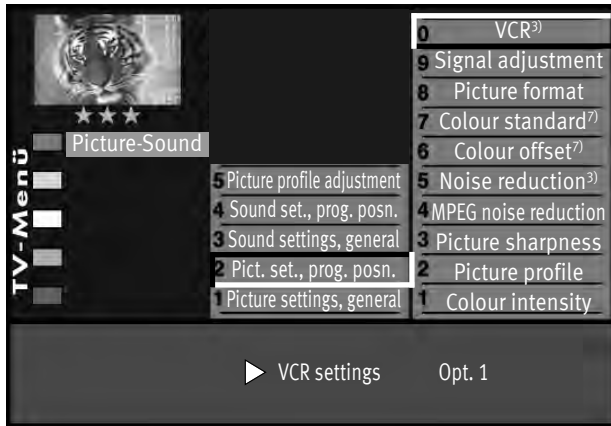 TV-Menü
Picture-Sound
5 Picture profile adjustment
4 Sound set., prog. posn.
3 Sound settings, general
2 Pict. set., prog. posn.
1 Picture settings, general
0 VCR3)
9 Signal adjustment
8 Picture format
7 Colour standard7)
6 Colour offset7)
5 Noise reduction3)
4 MPEG noise reduction
3 Picture sharpness
2 Picture profile
1 Colour intensity
VCR settings Opt. 1